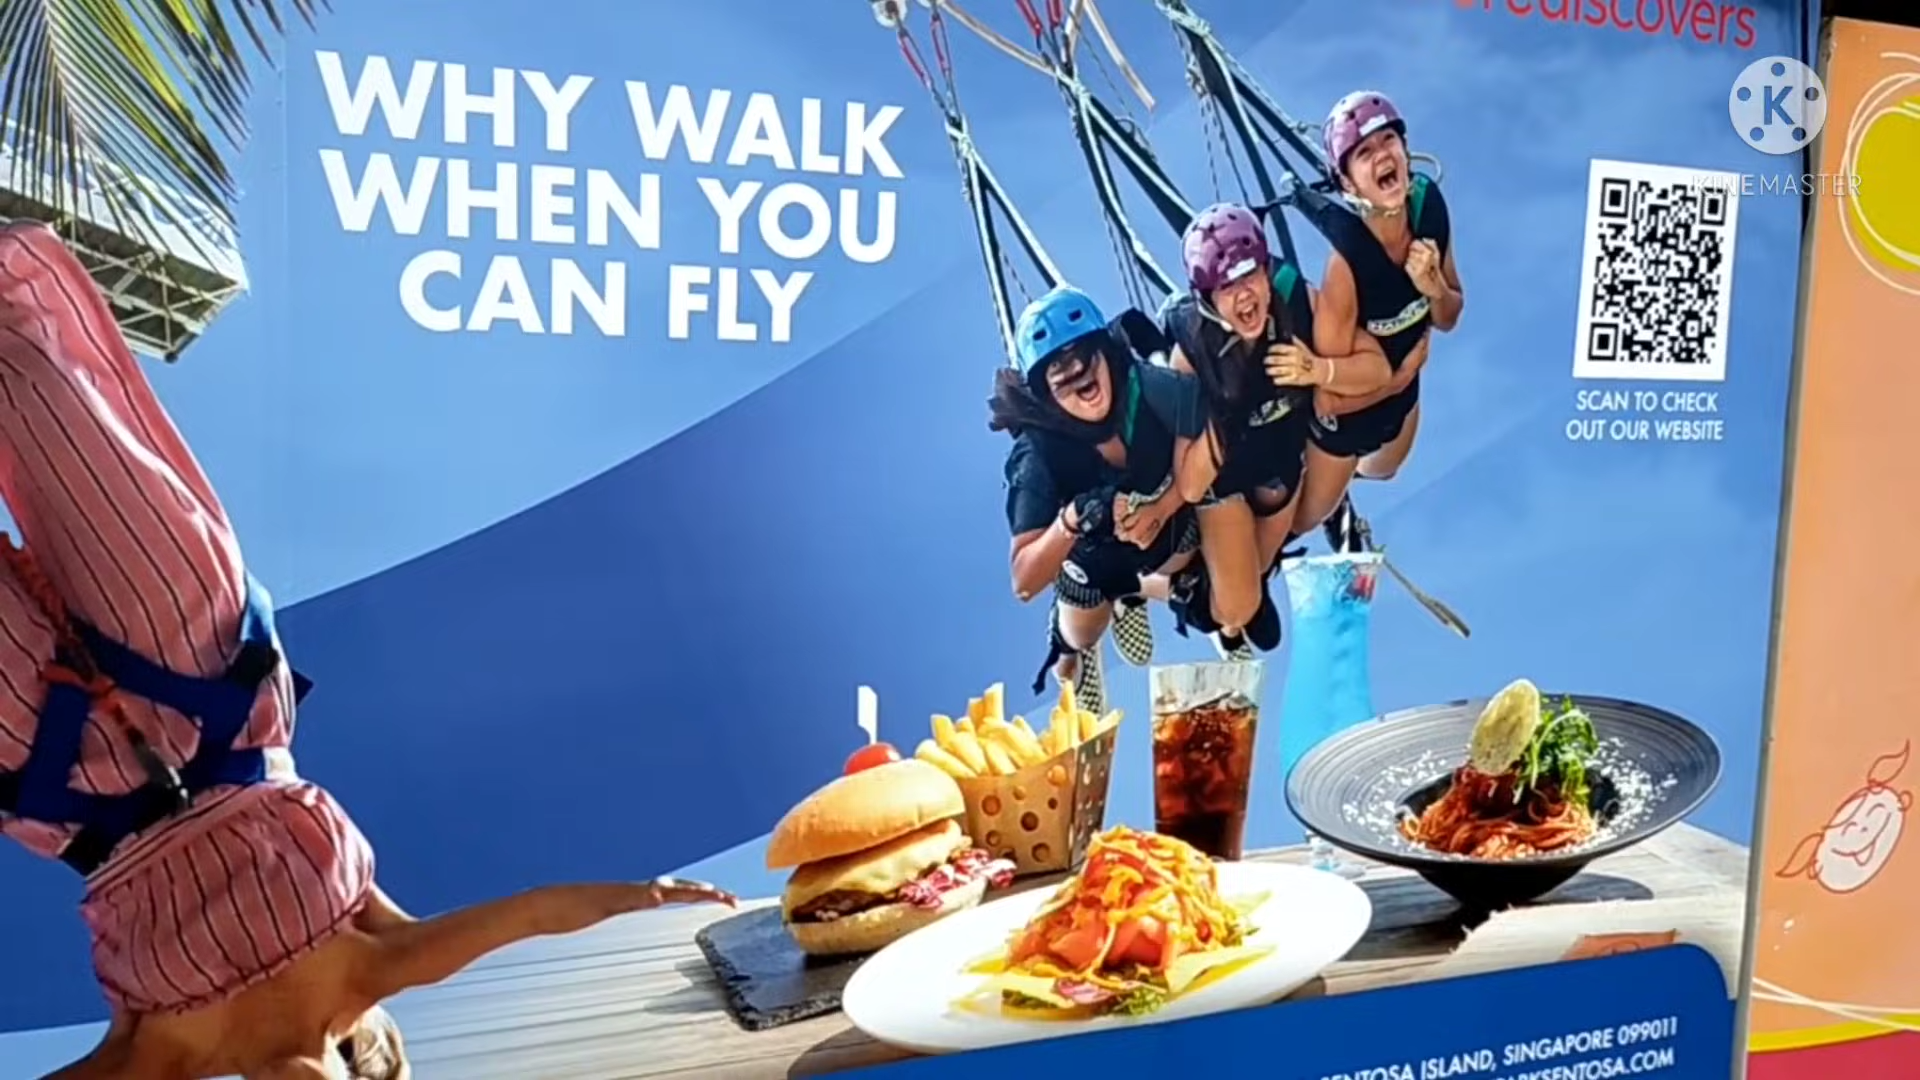 rediscovers
WHY WALK
WHEN YOU
CAN FLY
K
KINEMASTER
SCAN TO CHECK
OUT OUR WEBSITE
SENTOSA ISLAND, SINGAPORE 099011
PARKSENTOSA.COM